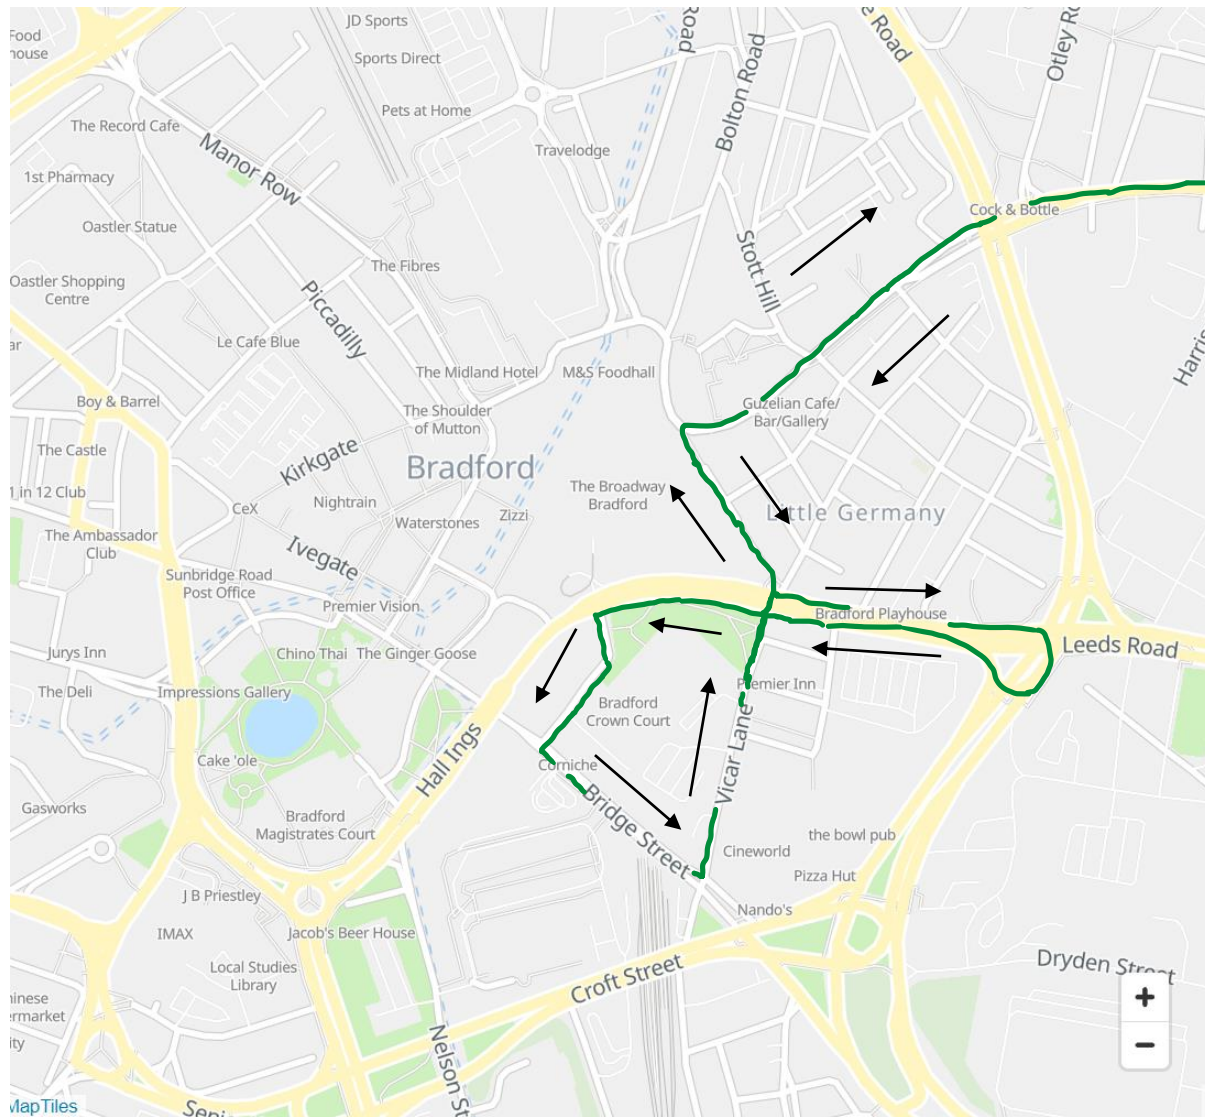 JD Sports
Food
house
Sports Direct
e Road
Road
Otley Ro
Bolton Road
The Record Cafe
Pets at Home
Manor Row
Travelodge
1st Pharmacy
Cock & Bottle
Oastler Statue
Stott Hill
The Fibres
Oastler Shopping
Centre
Piccadilly
ar
Le Cafe Blue
Harris
The Midland Hotel
M&S Foodhall
Boy & Barrel
The Shoulder
of Mutton
Guzelian Cafe/
Bar/Gallery
The Castle
Kirkgate
Bradford
1 in 12 Club
Nightrain
The Broadway
Bradford
CeX
Waterstones
Zizzi
Little Germany
The Ambassador
Club
Ivegate
Sunbridge Road
Post Office
Premier Vision
Bradford Playhouse
Jurys Inn
Chino Thai
The Ginger Goose
Leeds Road
The Deli
Impressions Gallery
Premier Inn
Bradford
Crown Court
Cake 'ole
Hall Ings
Corniche
Vicar Lane
Gasworks
Bradford
Magistrates Court
Bridge Street
the bowl pub
Cineworld
Pizza Hut
J B Priestley
Nando's
IMAX
Jacob's Beer House
Local Studies
Library
Croft Street
Dryden Street
hinese
ermarket
ity
+
−
Nelson St
MapTiles